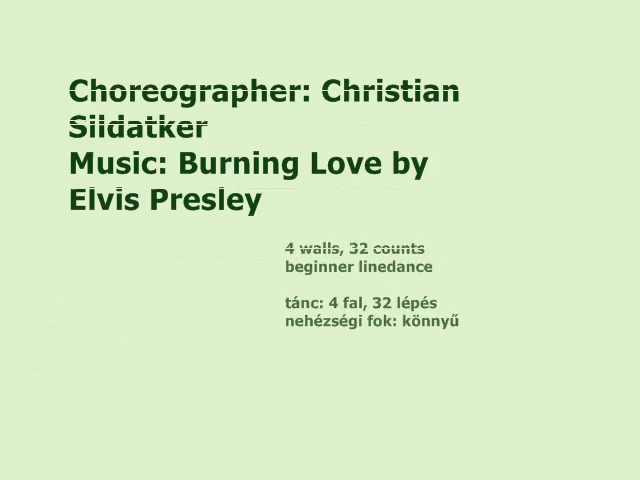 Choreographer: Christian
Sildatker
Music: Burning Love by
Elvis Presley
4 walls, 32 counts
beginner linedance
tánc: 4 fal, 32 lépés
nehézségi fok: könnyű